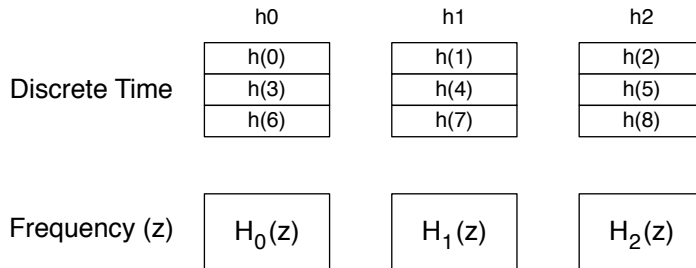 h0 h1 h2
Discrete Time h(0) h(1) h(2)
h(3) h(4) h(5)
h(6) h(7) h(8)
Frequency (z) H₀(z) H₁(z) H₂(z)